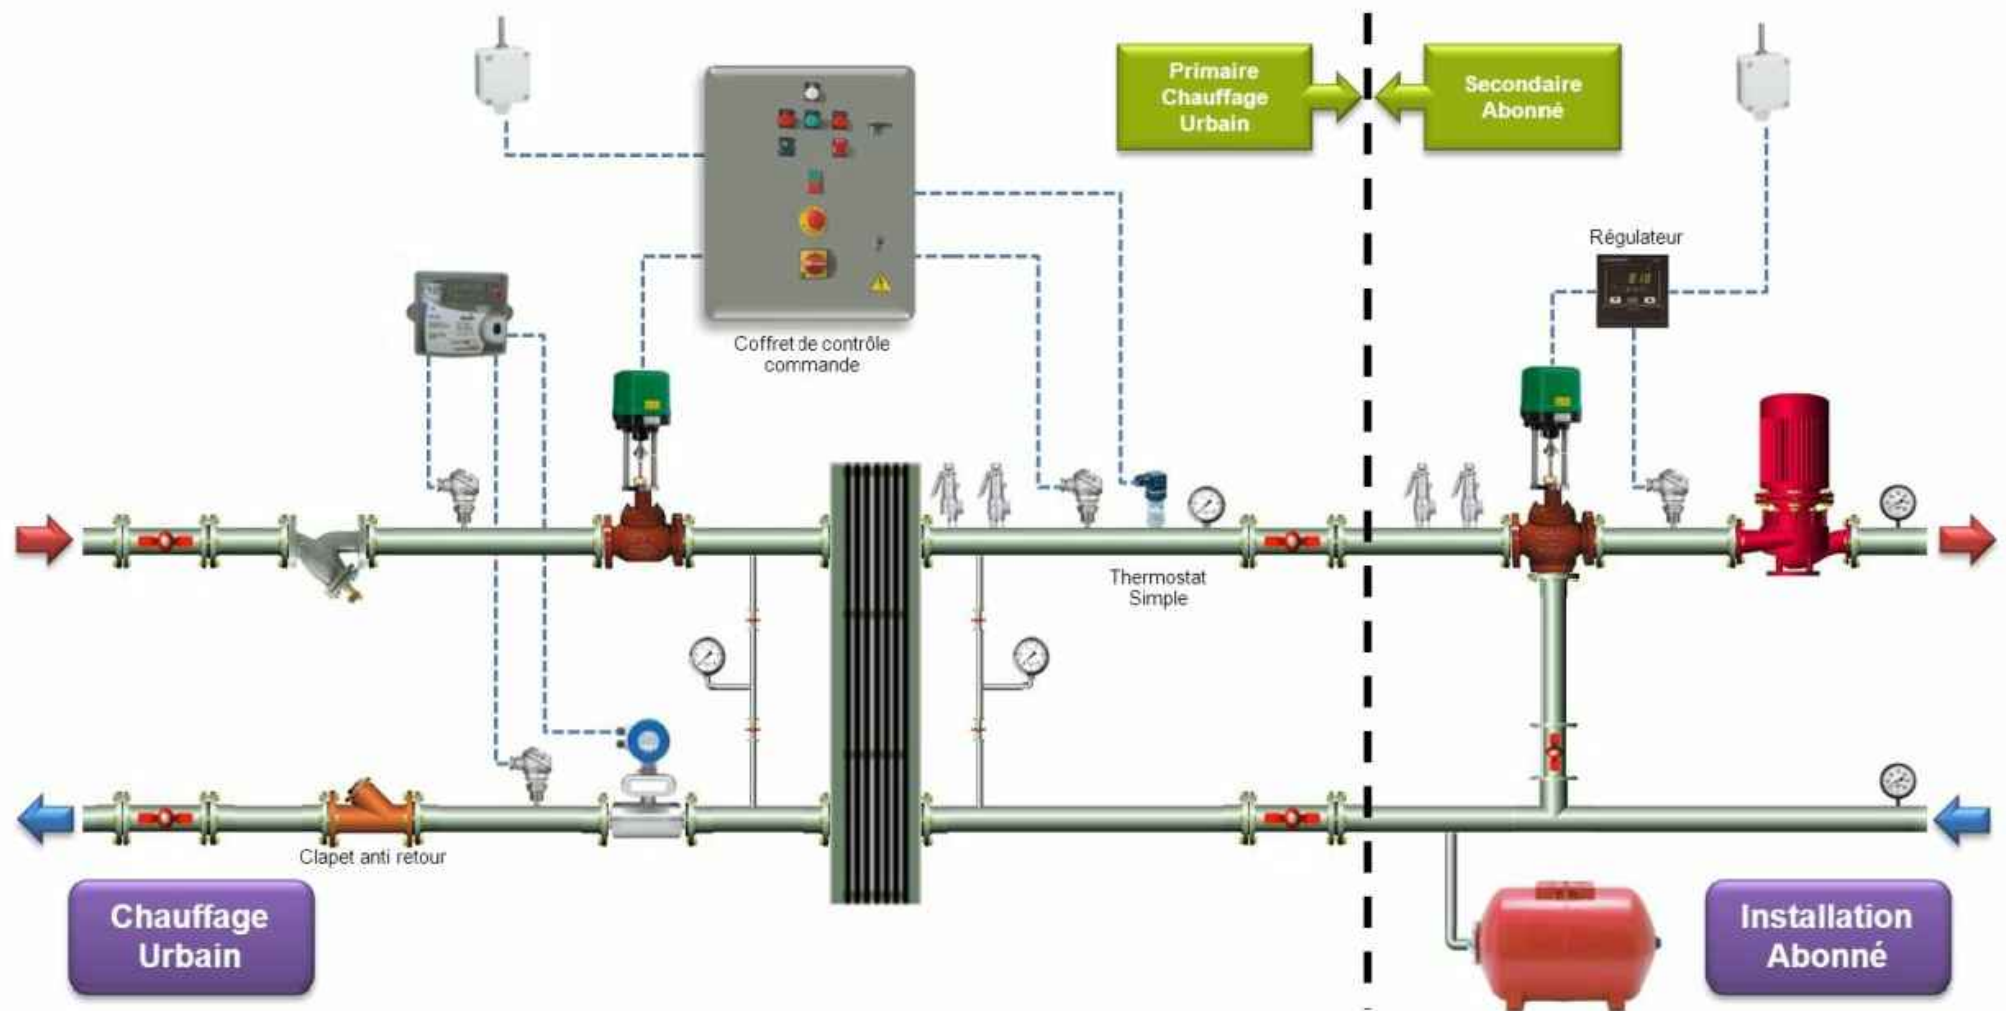 Primaire
Chauffage
Urbain
Secondaire
Abonné
Régulateur
Coffret de contrôle
commande
Thermostat
Simple
Clapet anti retour
Chauffage
Urbain
Installation
Abonné